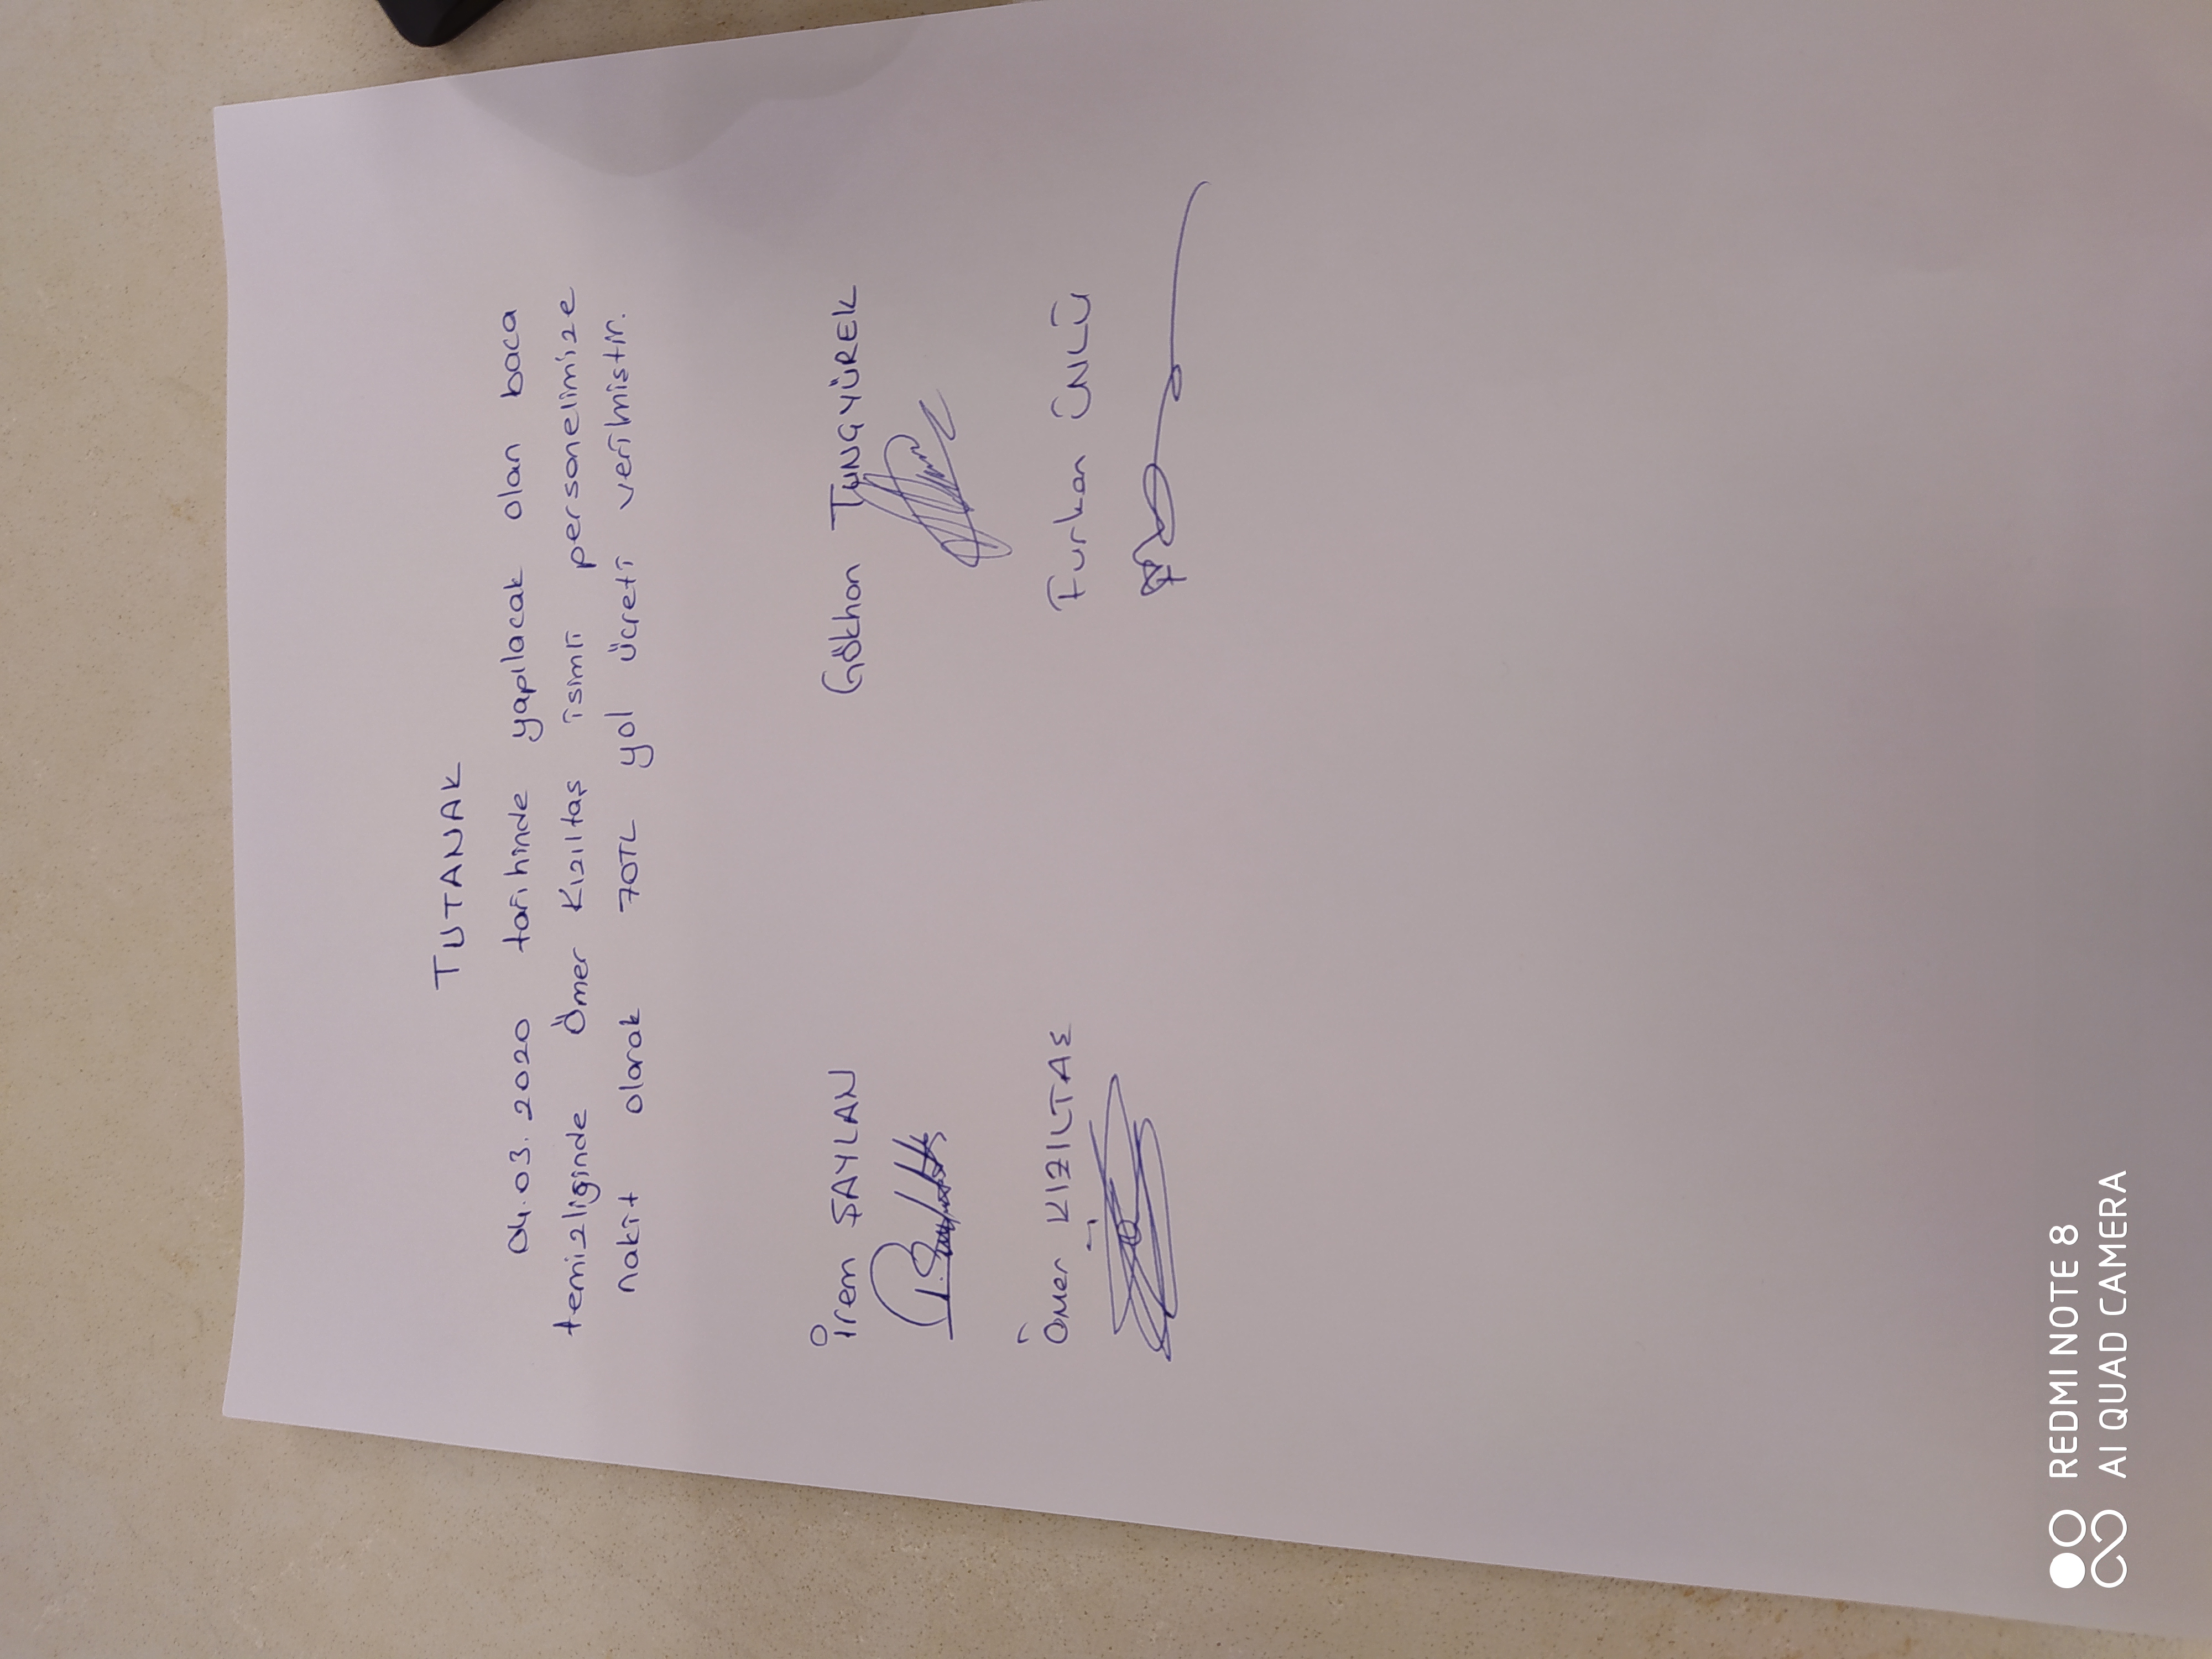 TUTANAK
04.03.2020 tarihinde yapılacak olan baca
temizliğinde Ömer Kızıltaş isimli personelimize
nakit olarak 70TL yol ücreti verilmiştir.
İrem ŞAYLAN Gökhan TUNÇYÜREK
Ömer KIZILTAŞ Furkan ÜNLÜ
REDMI NOTE 8
AI QUAD CAMERA